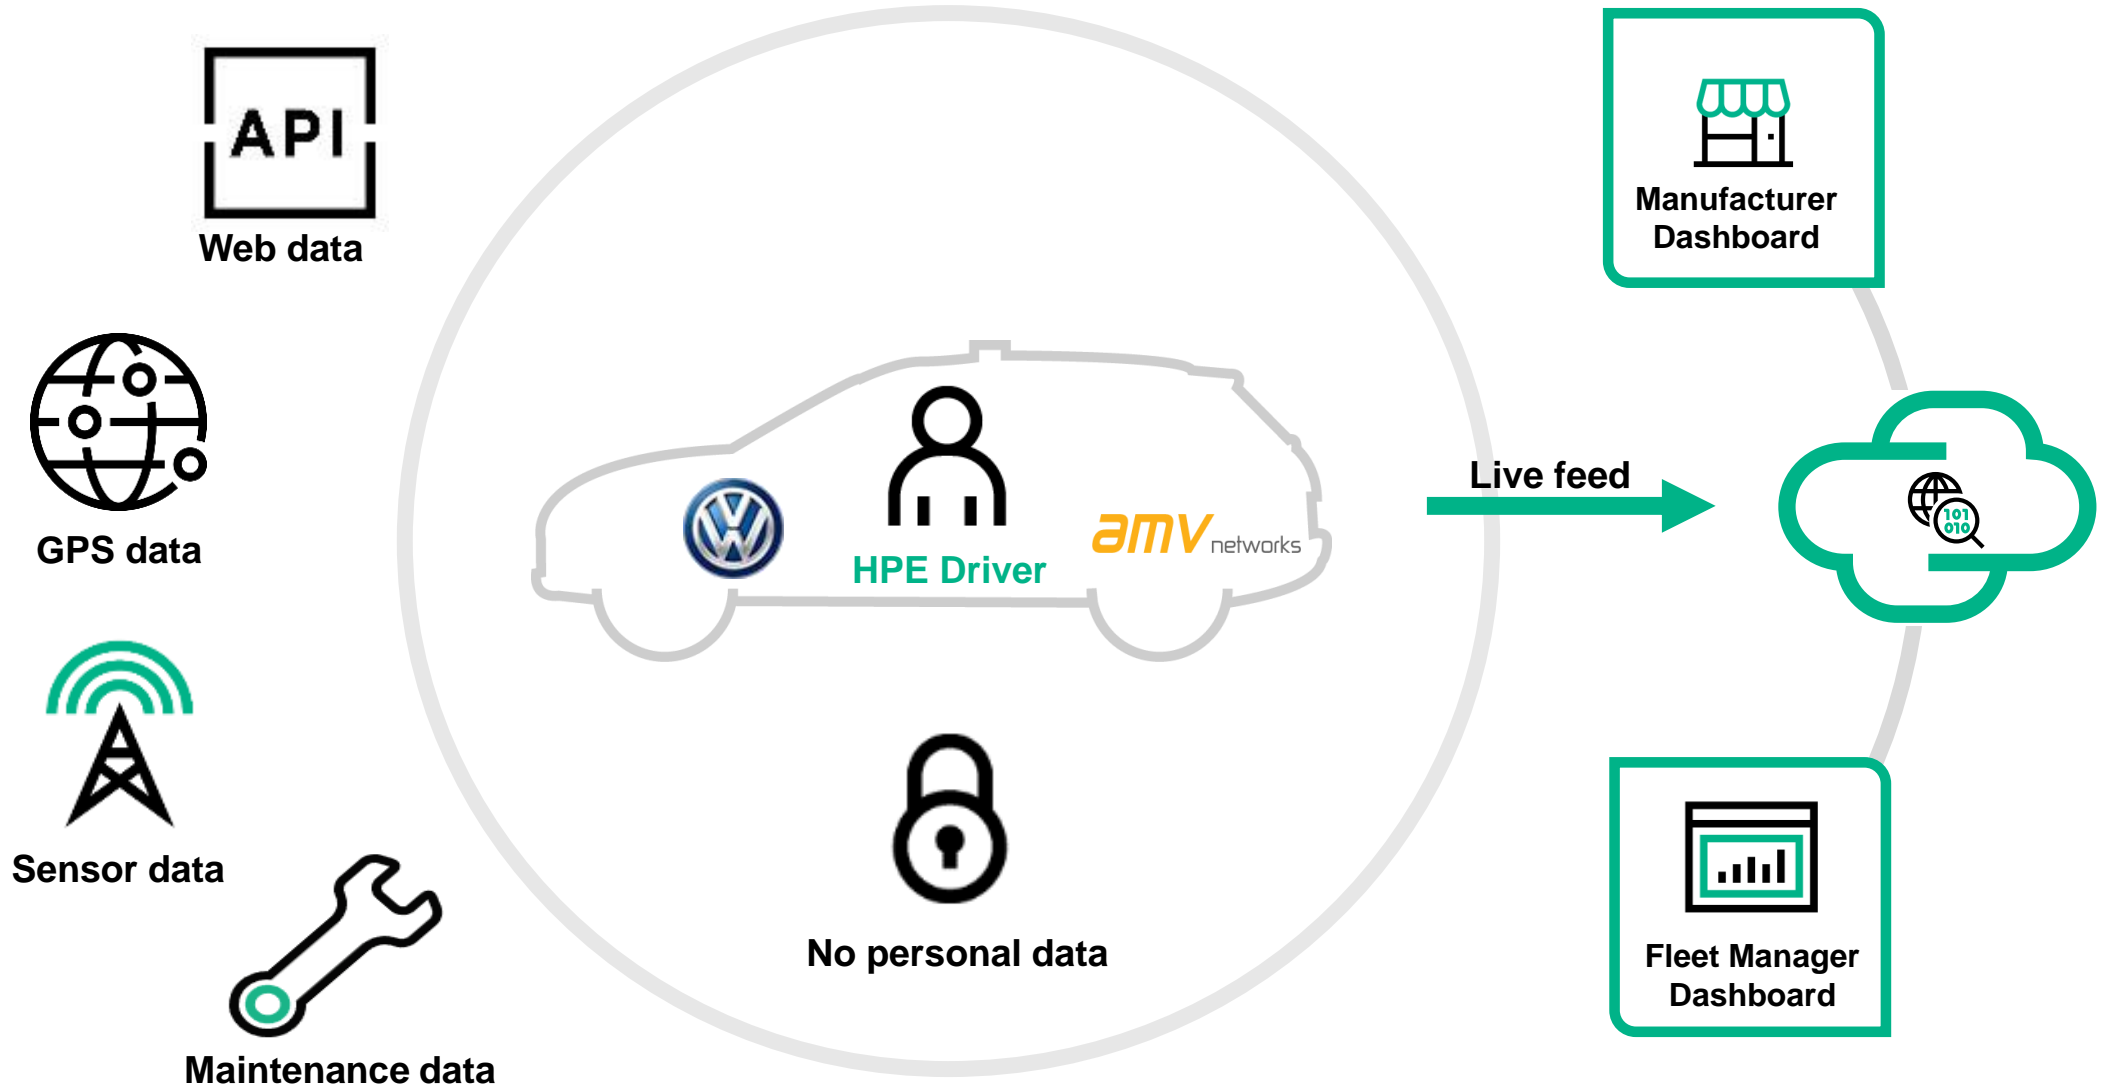 API
Web data
GPS data
Sensor data
Maintenance data
VW
HPE Driver
amv networks
No personal data
Live feed
Manufacturer
Dashboard
101
010
Fleet Manager
Dashboard